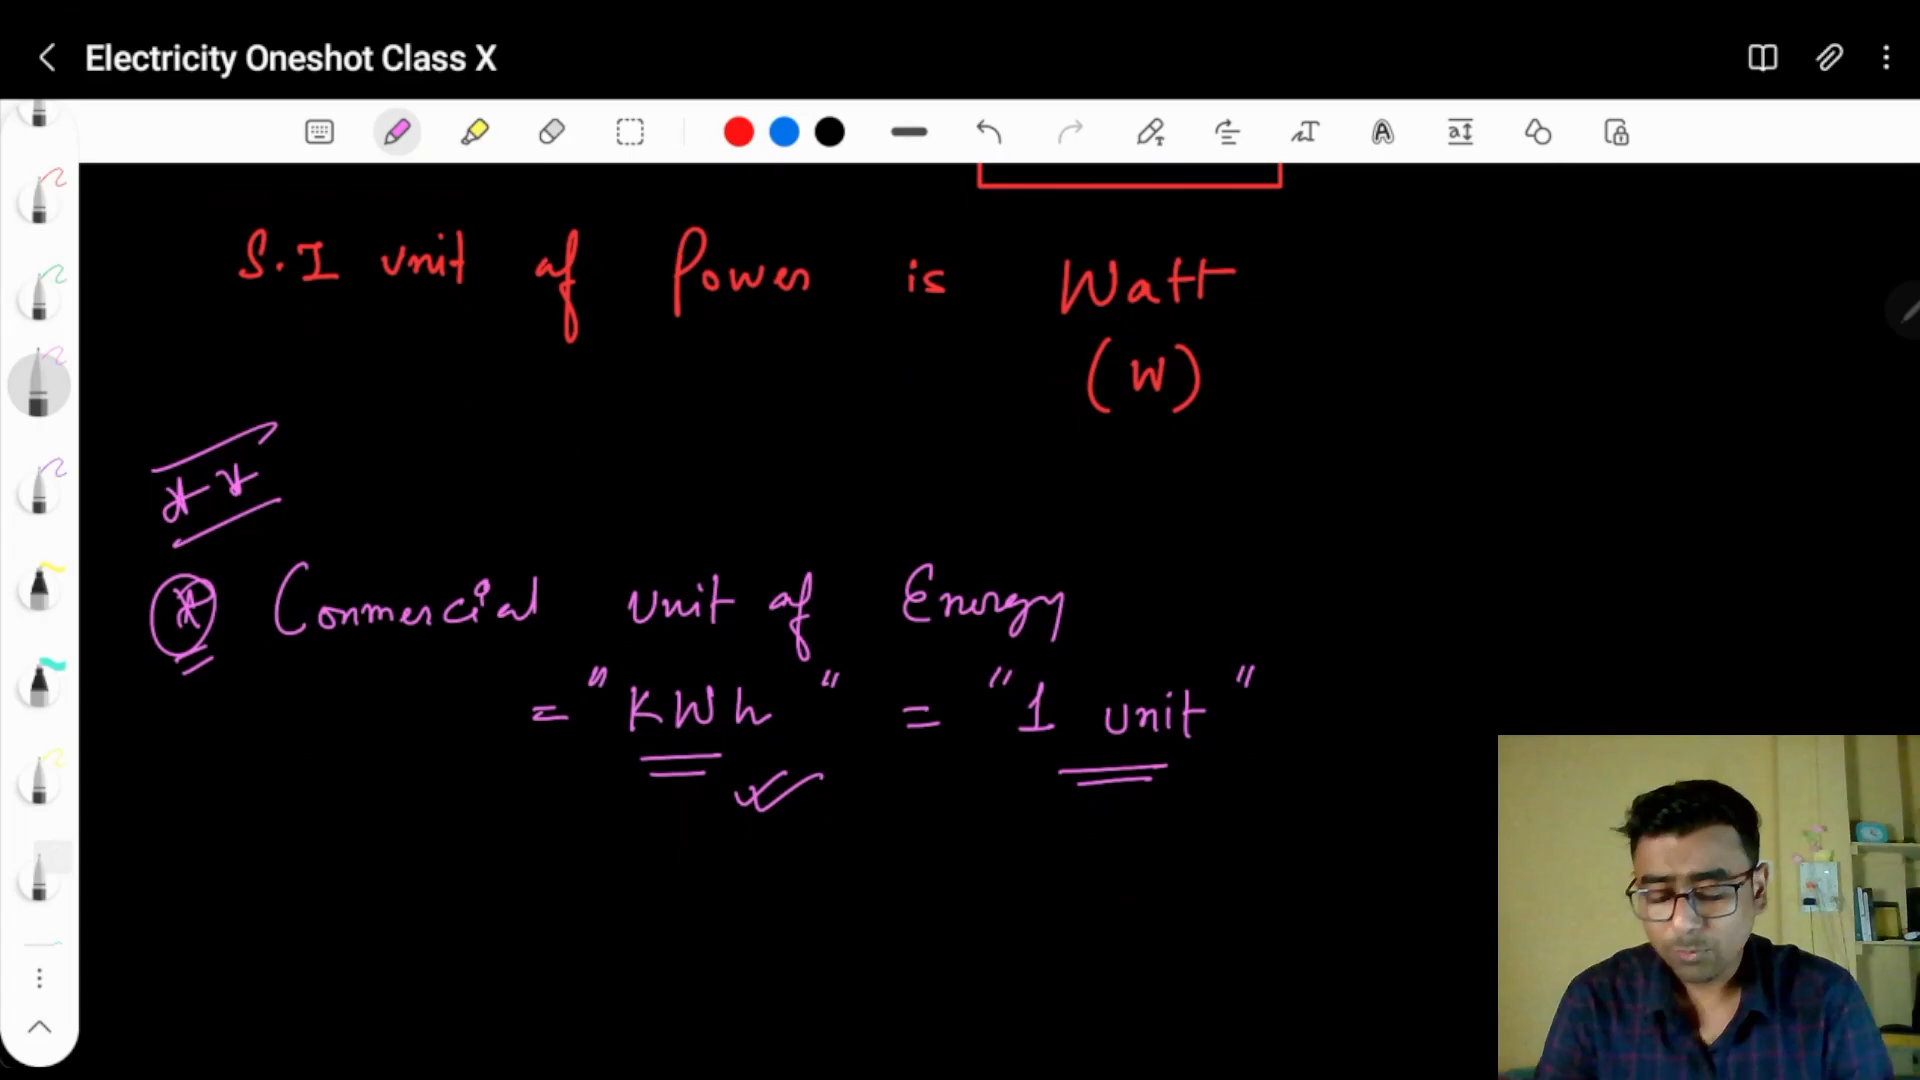 Electricity Oneshot Class X
S.I unit of Power is Watt
(W)
**
* Commercial unit of Energy
= "KWh" = "1 unit"